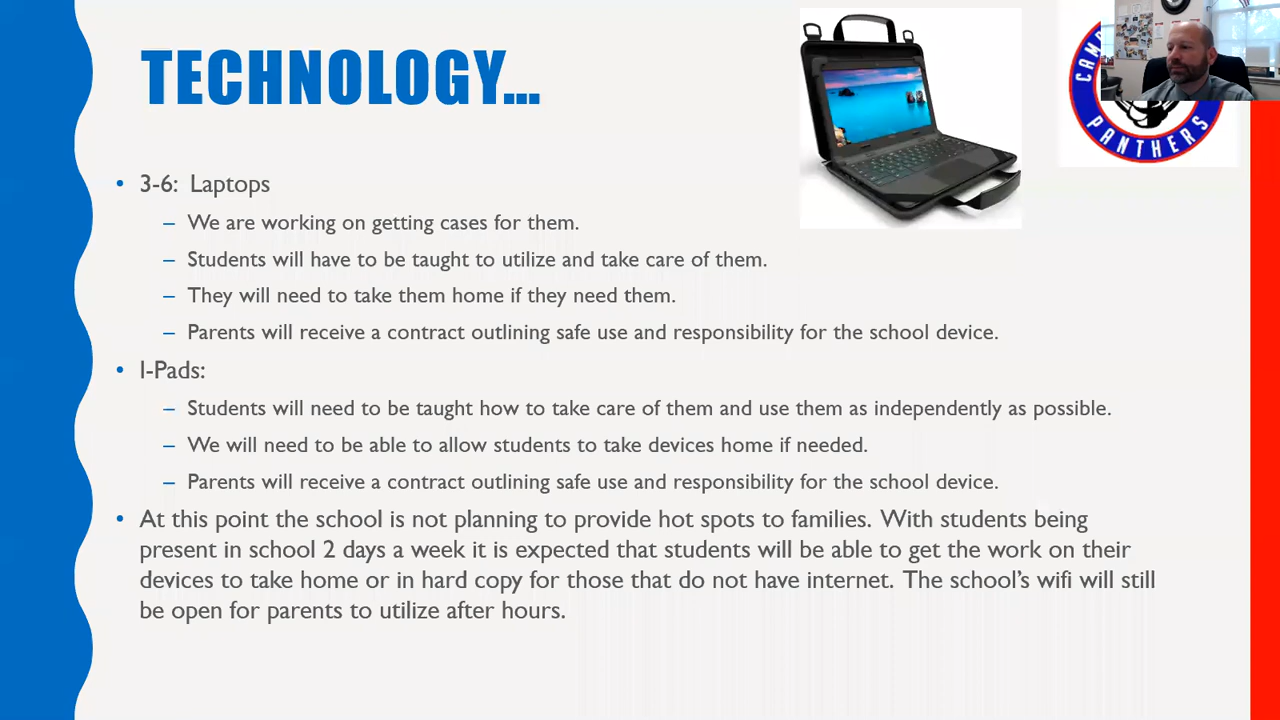 TECHNOLOGY...
PANTHERS
• 3-6: Laptops
– We are working on getting cases for them.
– Students will have to be taught to utilize and take care of them.
– They will need to take them home if they need them.
– Parents will receive a contract outlining safe use and responsibility for the school device.
• I-Pads:
– Students will need to be taught how to take care of them and use them as independently as possible.
– We will need to be able to allow students to take devices home if needed.
– Parents will receive a contract outlining safe use and responsibility for the school device.
• At this point the school is not planning to provide hot spots to families. With students being
present in school 2 days a week it is expected that students will be able to get the work on their
devices to take home or in hard copy for those that do not have internet. The school’s wifi will still
be open for parents to utilize after hours.